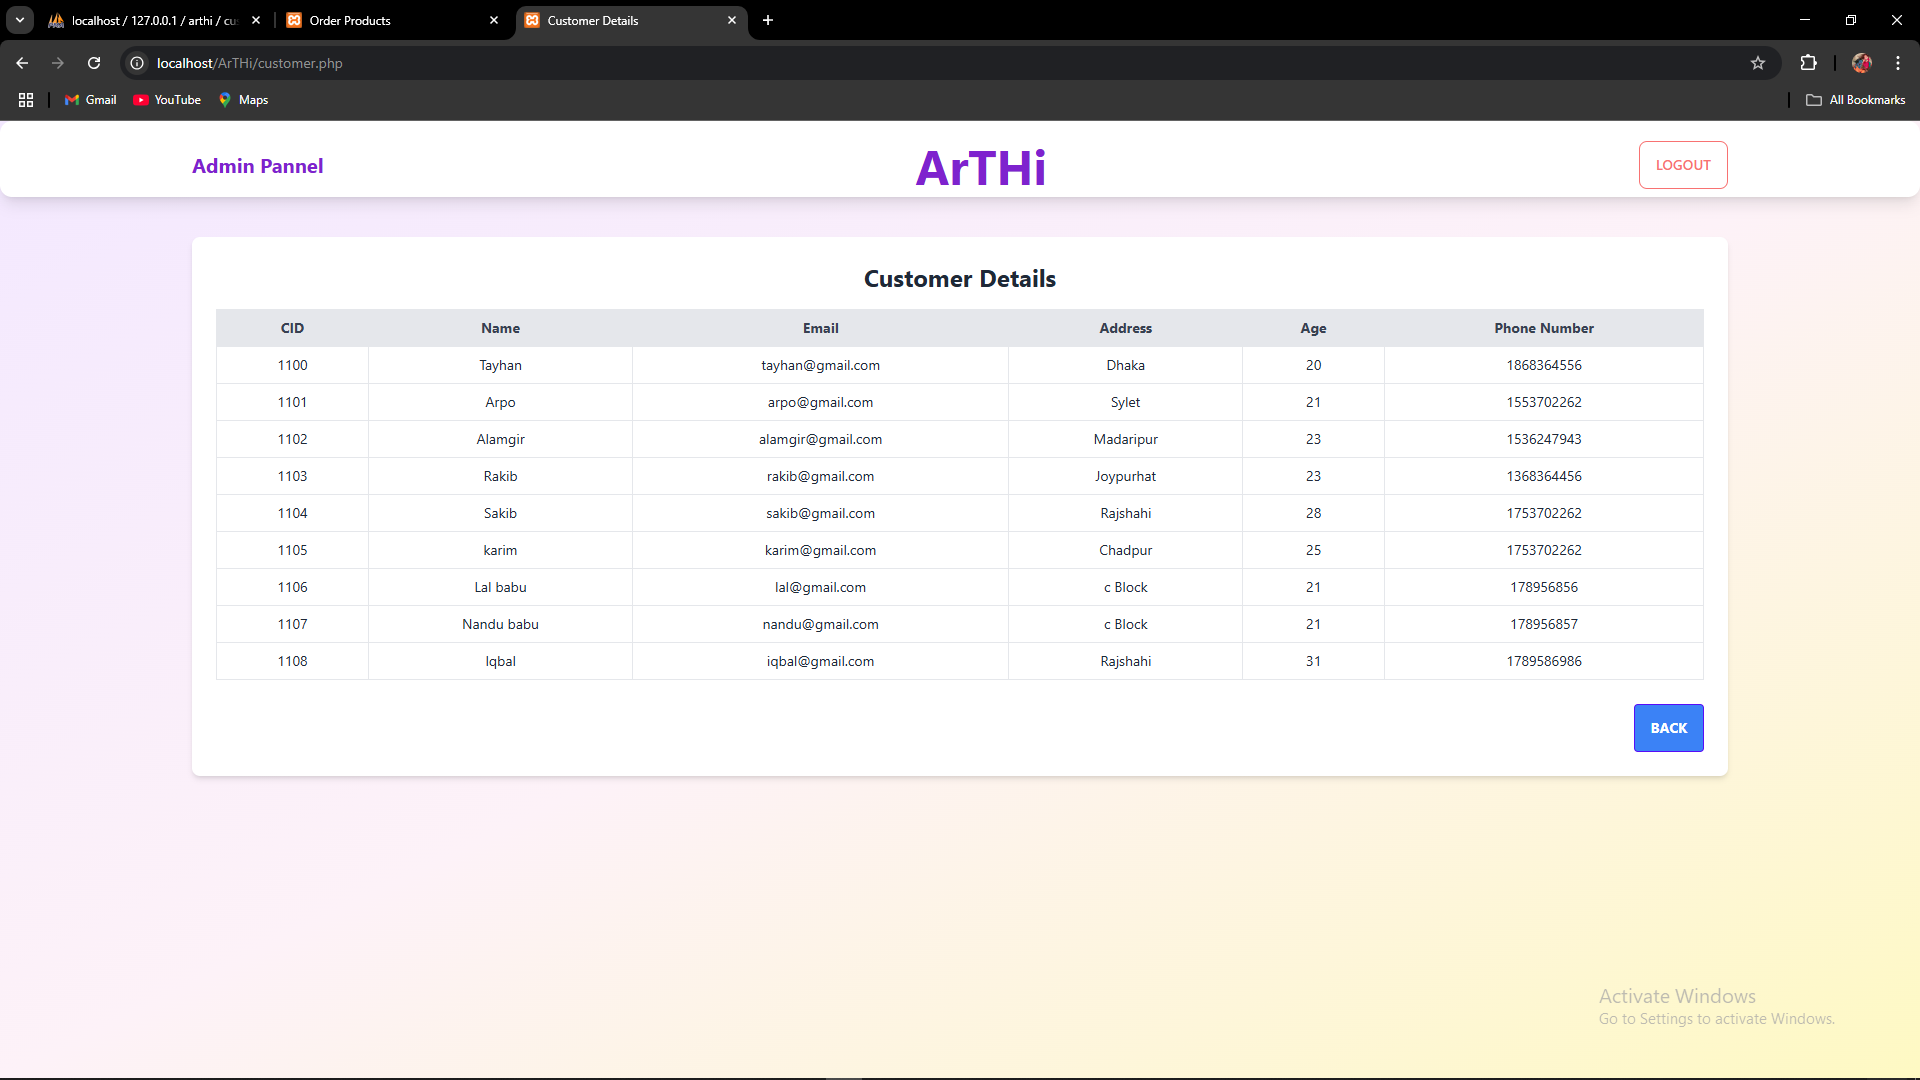 localhost / 127.0.0.1 / arthi / cu
Order Products
Customer Details
localhost/ArTHi/customer.php
Gmail
YouTube
Maps
All Bookmarks
Admin Pannel
ArTHi
LOGOUT
Customer Details
CID Name Email Address Age Phone Number
1100 Tayhan tayhan@gmail.com Dhaka 20 1868364556
1101 Arpo arpo@gmail.com Sylet 21 1553702262
1102 Alamgir alamgir@gmail.com Madaripur 23 1536247943
1103 Rakib rakib@gmail.com Joypurhat 23 1368364456
1104 Sakib sakib@gmail.com Rajshahi 28 1753702262
1105 karim karim@gmail.com Chadpur 25 1753702262
1106 Lal babu lal@gmail.com c Block 21 178956856
1107 Nandu babu nandu@gmail.com c Block 21 178956857
1108 Iqbal iqbal@gmail.com Rajshahi 31 1789586986
BACK
Activate Windows
Go to Settings to activate Windows.